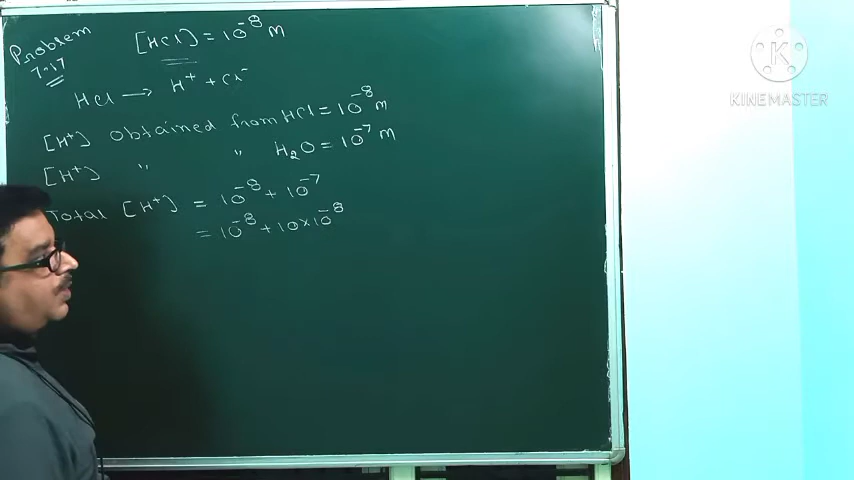 Problem
7.17
[HCl] = 10⁻⁸ M
HCl → H⁺ + Cl⁻
[H⁺] obtained from HCl = 10⁻⁸ M
[H⁺] " " H₂O = 10⁻⁷ M
Total [H⁺] = 10⁻⁸ + 10⁻⁷
= 10⁻⁸ + 10 × 10⁻⁸
K
KINEMASTER